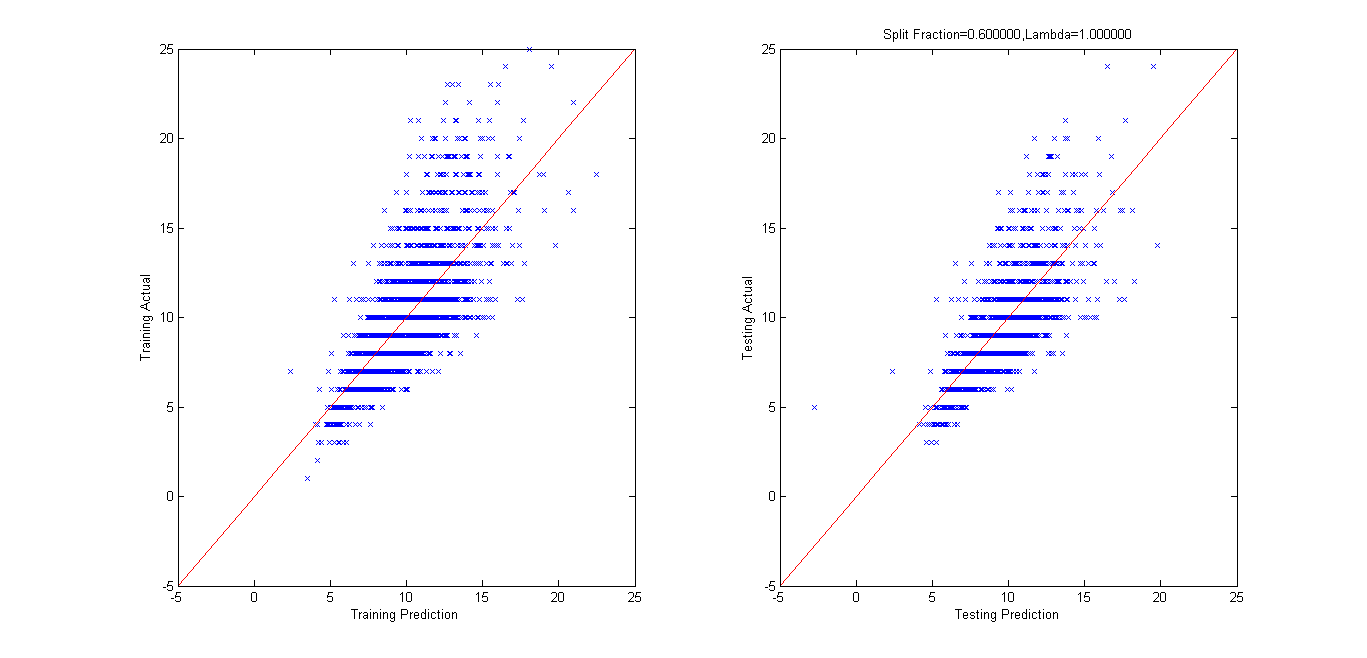 Split Fraction=0.600000,Lambda=1.000000
25
20
15
10
5
0
-5
-5 0 5 10 15 20 25
Training Actual
Training Prediction
25
20
15
10
5
0
-5
-5 0 5 10 15 20 25
Testing Actual
Testing Prediction